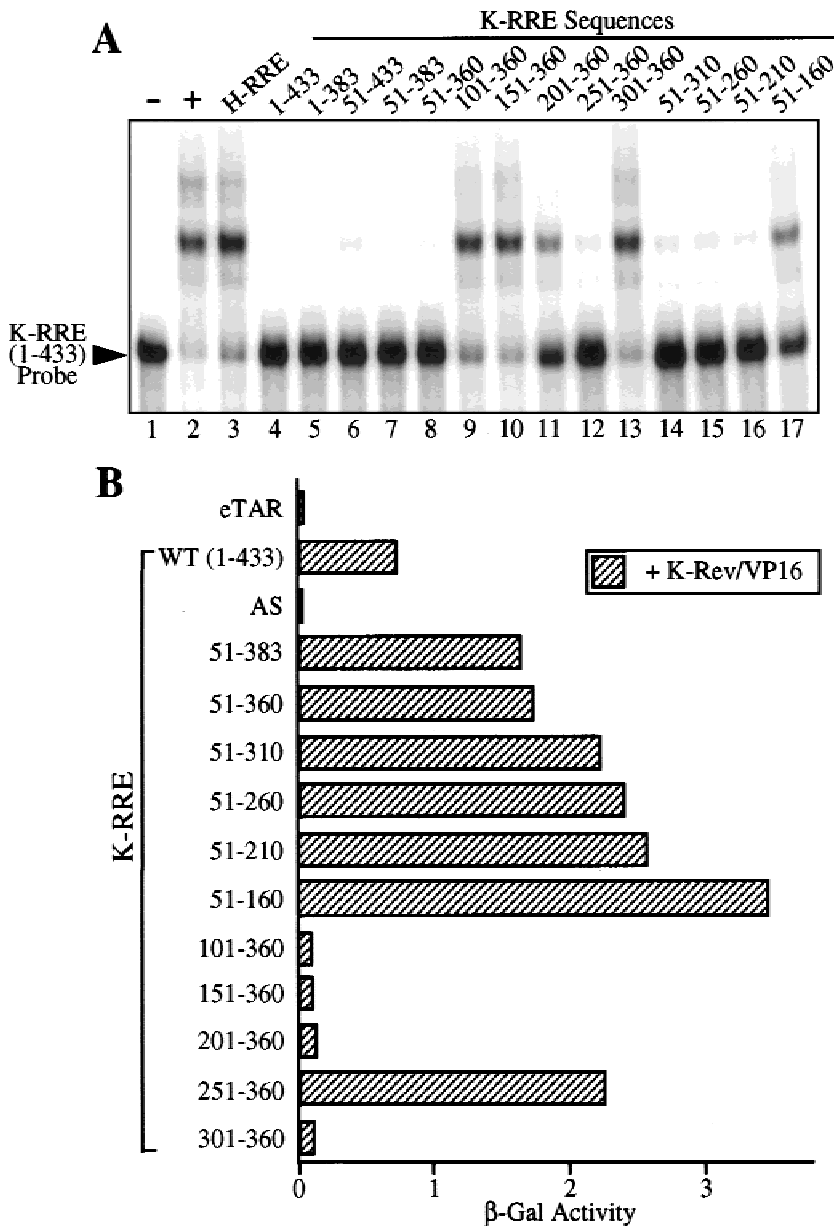 A
K-RRE Sequences
– + H-RRE 1-433 1-383 51-433 51-383 51-360 101-360 151-360 201-360 251-360 301-360 51-310 51-260 51-210 51-160
K-RRE
(1-433)
Probe
1 2 3 4 5 6 7 8 9 10 11 12 13 14 15 16 17
B
eTAR
WT (1-433)
+ K-Rev/VP16
AS
51-383
51-360
51-310
K-RRE
51-260
51-210
51-160
101-360
151-360
201-360
251-360
301-360
0 1 2 3
β-Gal Activity